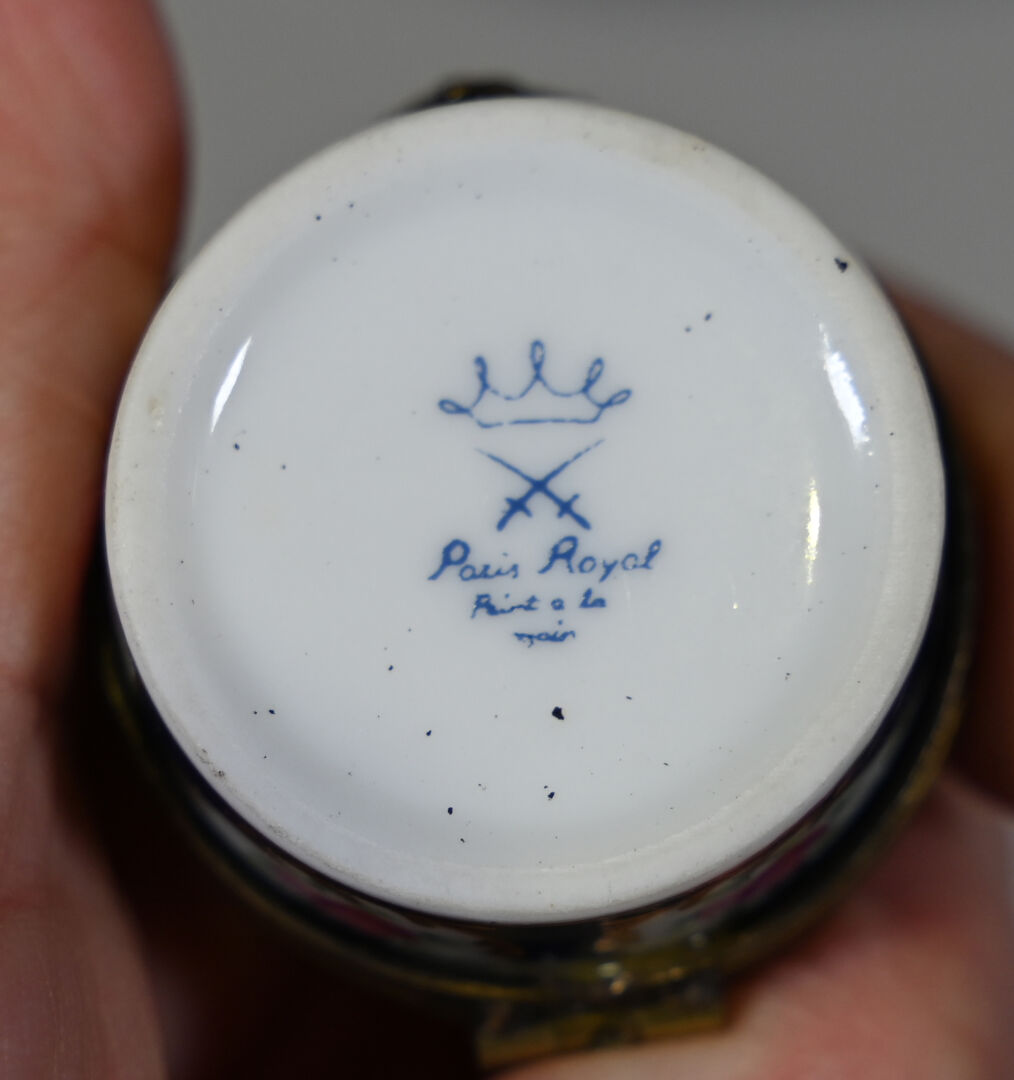 Paris Royal
Peint a la
main